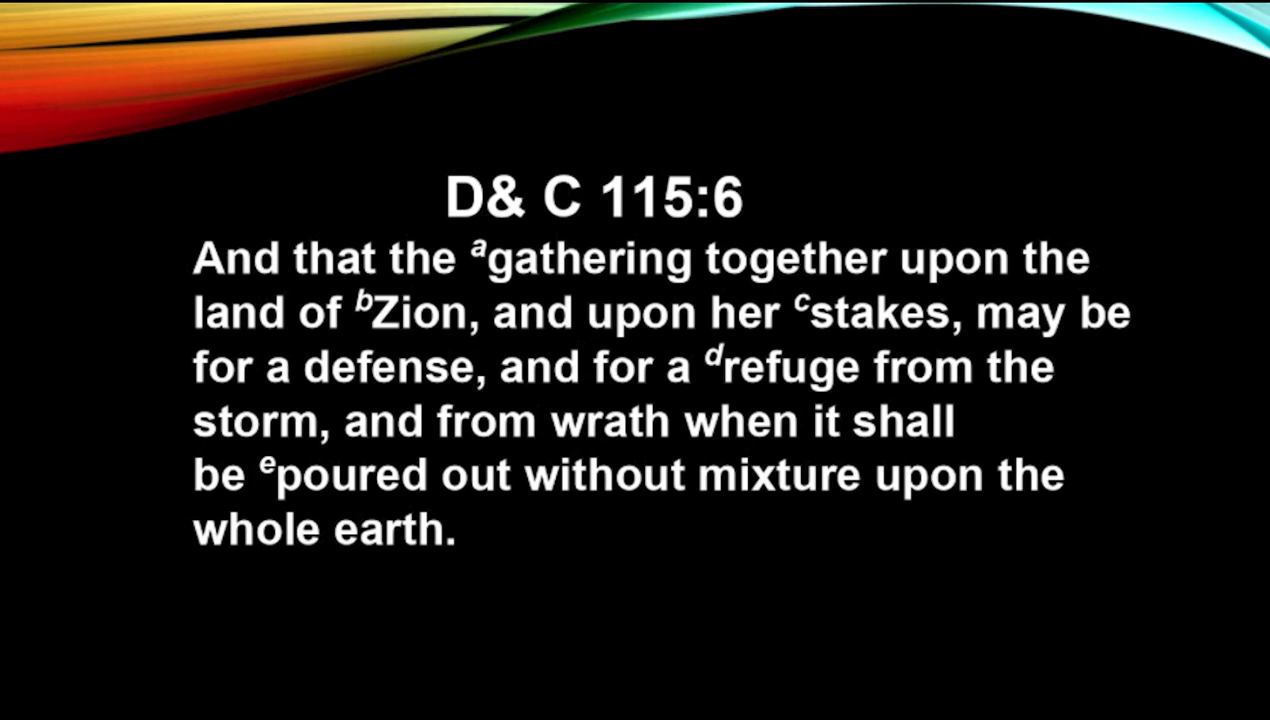 D& C 115:6
And that the agathering together upon the
land of bZion, and upon her cstakes, may be
for a defense, and for a drefuge from the
storm, and from wrath when it shall
be epoured out without mixture upon the
whole earth.